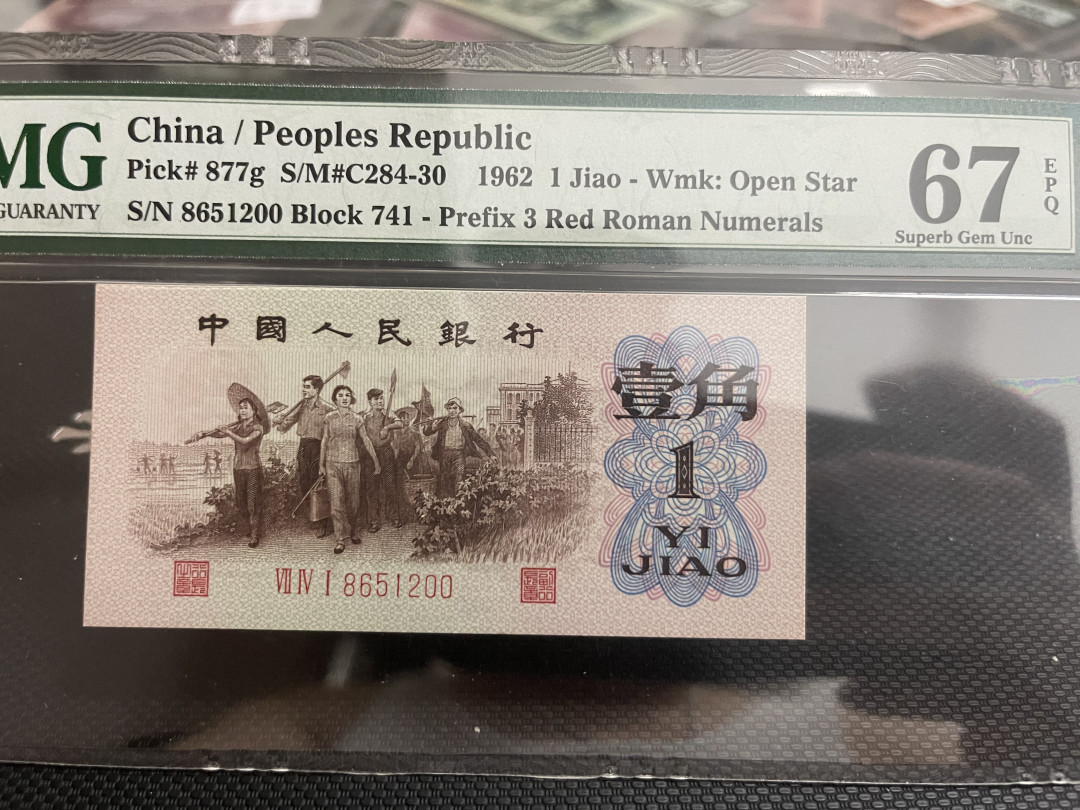 China / Peoples Republic
MG
Pick# 877g S/M#C284-30 1962 1 Jiao - Wmk: Open Star
GUARANTY
S/N 8651200 Block 741 - Prefix 3 Red Roman Numerals
67
EPQ
Superb Gem Unc
中國人民銀行
壹角
1
YI
JIAO
VII IV I 8651200